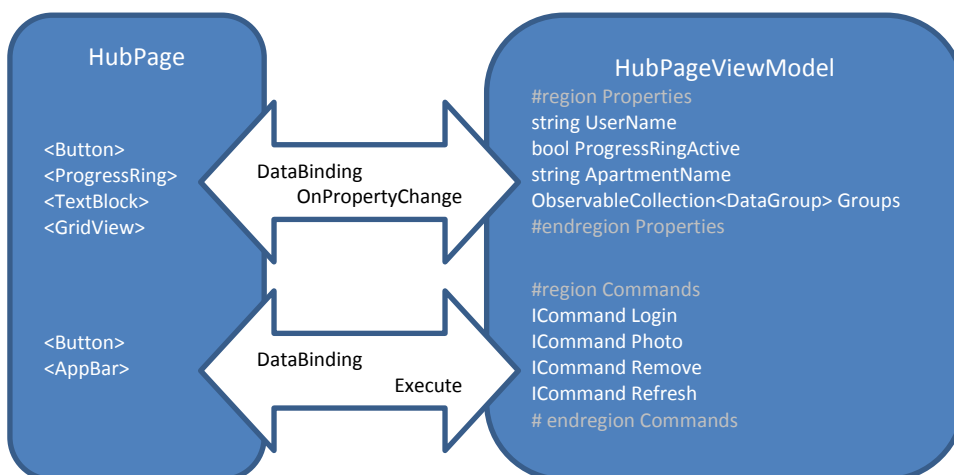 HubPage
<Button>
<ProgressRing>
<TextBlock>
<GridView>
<Button>
<AppBar>
DataBinding
OnPropertyChange
DataBinding
Execute
HubPageViewModel
#region Properties
string UserName
bool ProgressRingActive
string ApartmentName
ObservableCollection<DataGroup> Groups
#endregion Properties
#region Commands
ICommand Login
ICommand Photo
ICommand Remove
ICommand Refresh
# endregion Commands